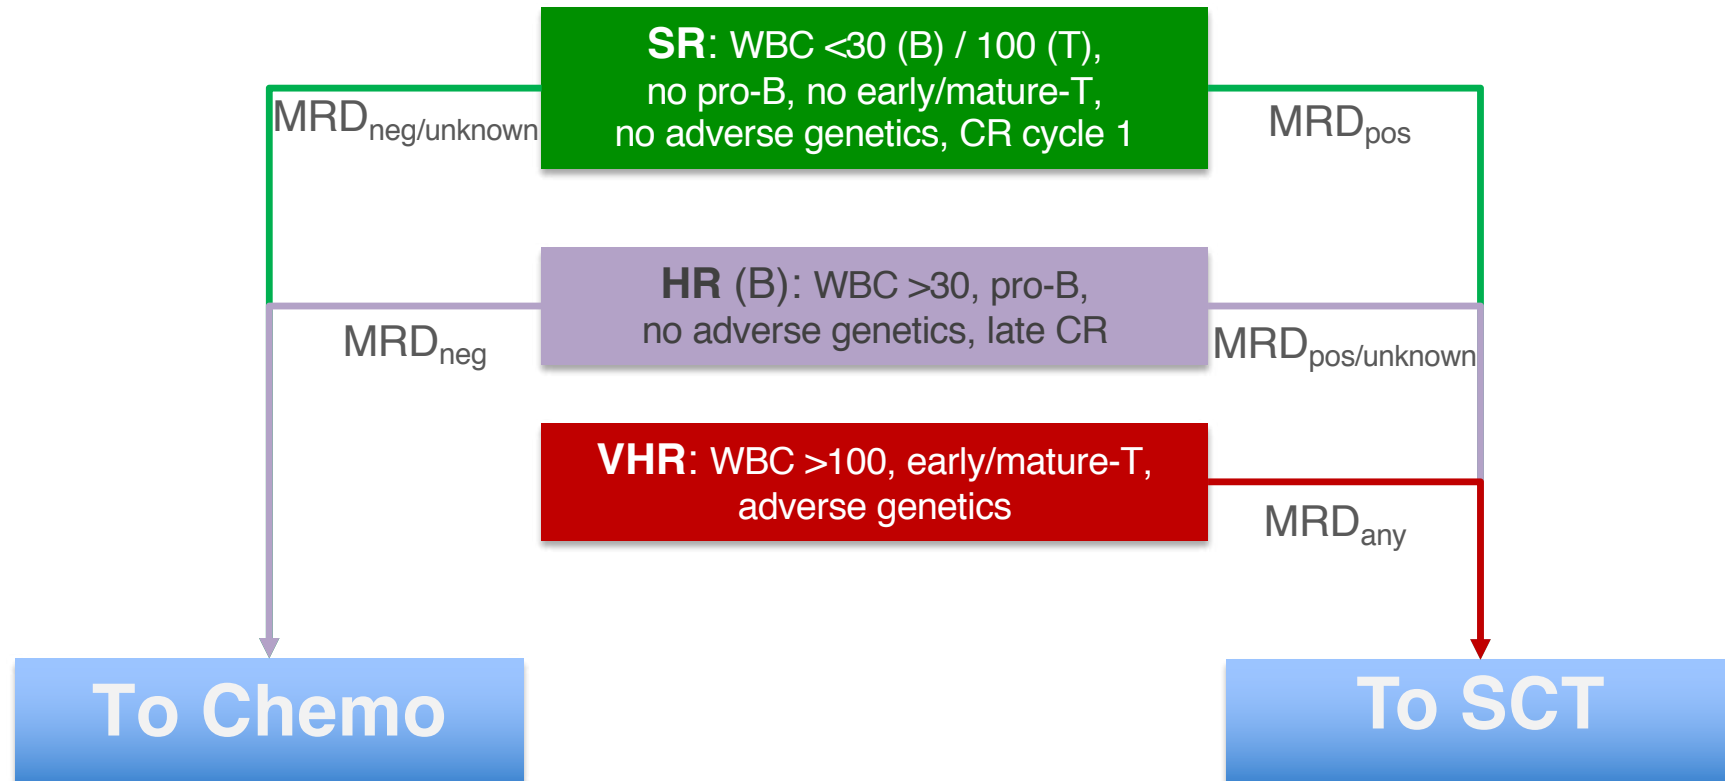 SR: WBC <30 (B) / 100 (T),
no pro-B, no early/mature-T,
no adverse genetics, CR cycle 1
MRDneg/unknown
MRDpos
HR (B): WBC >30, pro-B,
no adverse genetics, late CR
MRDneg
MRDpos/unknown
VHR: WBC >100, early/mature-T,
adverse genetics
MRDany
To Chemo
To SCT